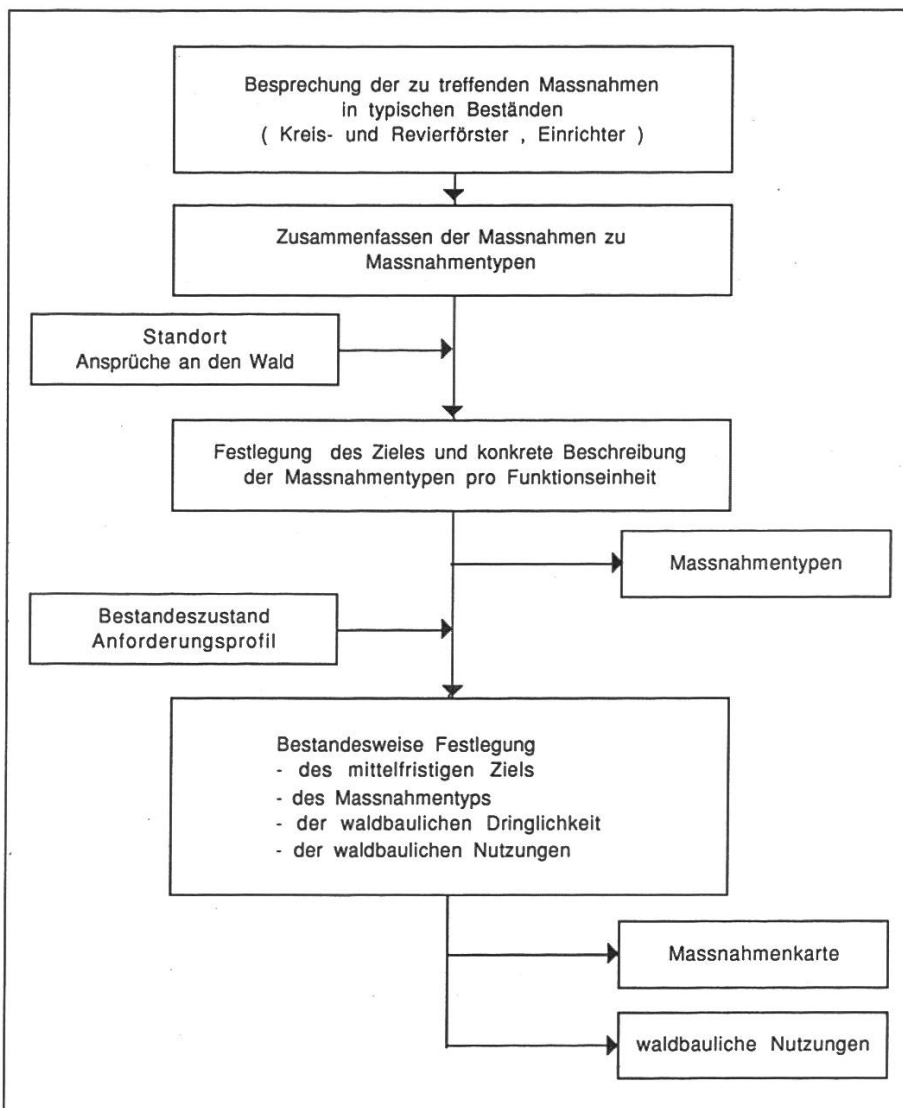 Besprechung der zu treffenden Massnahmen
in typischen Beständen
( Kreis- und Revierförster , Einrichter )
Zusammenfassen der Massnahmen zu
Massnahmentypen
Standort
Ansprüche an den Wald
Festlegung des Zieles und konkrete Beschreibung
der Massnahmentypen pro Funktionseinheit
Massnahmentypen
Bestandeszustand
Anforderungsprofil
Bestandesweise Festlegung
- des mittelfristigen Ziels
- des Massnahmentyps
- der waldbaulichen Dringlichkeit
- der waldbaulichen Nutzungen
Massnahmenkarte
waldbauliche Nutzungen